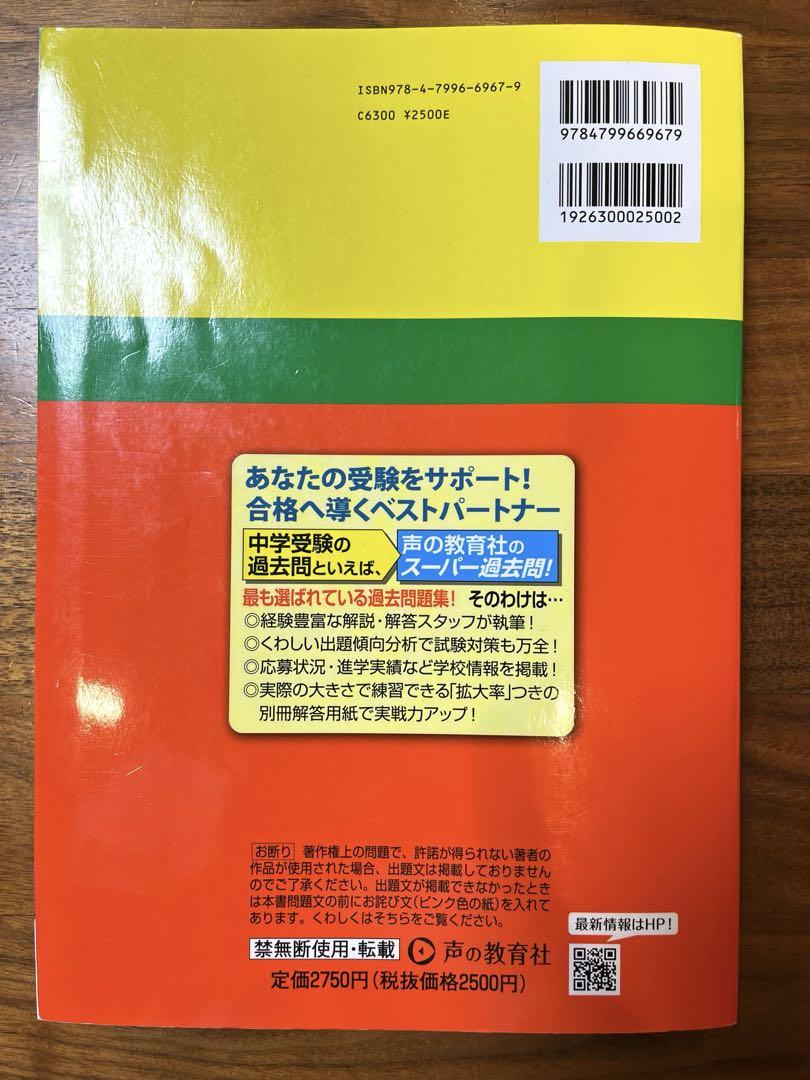 ISBN978-4-7996-6967-9
C6300 ¥2500E
9784799669679
1926300025002
あなたの受験をサポート!
合格へ導くベストパートナー
中学受験の
過去問といえば、
声の教育社の
スーパー過去問!
最も選ばれている過去問題集! そのわけは…
◎経験豊富な解説・解答スタッフが執筆!
◎くわしい出題傾向分析で試験対策も万全!
◎応募状況・進学実績など学校情報を掲載!
◎実際の大きさで練習できる「拡大率」つきの
別冊解答用紙で実戦力アップ!
お断り 著作権上の問題で、許諾が得られない著者の
作品が使用された場合、出題文は掲載しておりません
のでご了承ください。出題文が掲載できなかったときは
本書問題文の前にお詫び文(ピンク色の紙)を入れて
あります。くわしくはそちらをご覧ください。
最新情報はHP!
禁無断使用・転載 声の教育社
定価2750円(税抜価格2500円)